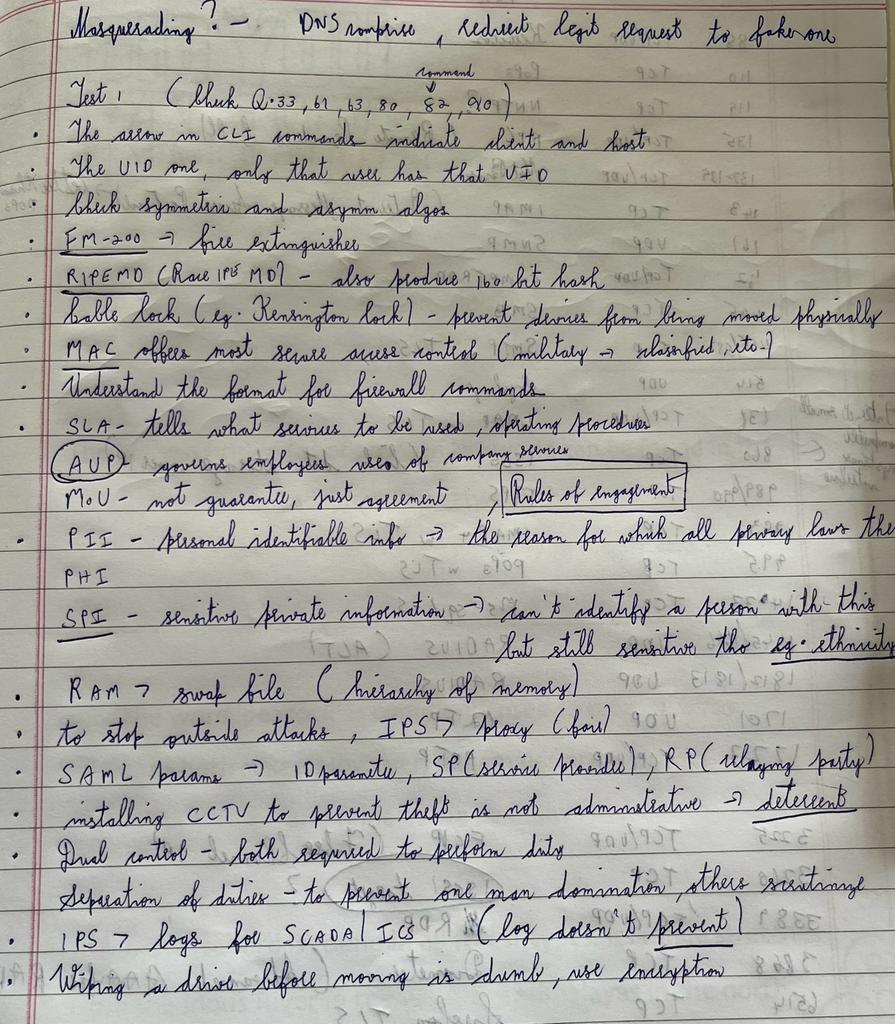 Masquerading? - DNS comprise, redirect legit request to fake one
command
↓
Test 1 (Check Q.33, 61, 63, 80, 82, 90)
• The arrow in CLI commands indicate client and host
• The UID one, only that user has that UID
• Check symmetric and asymm algos
• FM-200 → fire extinguisher
• RIPEMD (Race IPE MD) - also produce 160 bit hash
• Cable lock (eg. Kensington lock) - prevent devices from being moved physically
• MAC offers most secure access control (military → classified, etc.)
• Understand the format for firewall commands
• SLA - tells what services to be used, operating procedures
AUP - governs employees use of company services
MoU - not guarantee, just agreement, Rules of engagement
• PII - personal identifiable info → the reason for which all privacy laws the
PHI
SPI - sensitive private information → can't identify a person with this
but still sensitive tho eg. ethnicity
• RAM > swap file (hierarchy of memory)
• to stop outside attacks, IPS > proxy (fair)
• SAML params → ID parameter, SP (service provider), RP (relaying party)
• installing CCTV to prevent theft is not administrative → deterrent
• Dual control - both required to perform duty
Separation of duties - to prevent one man domination, others scrutinize
• IPS > logs for SCADA/ICS (log doesn't prevent)
• Wiping a drive before moving is dumb, use encryption